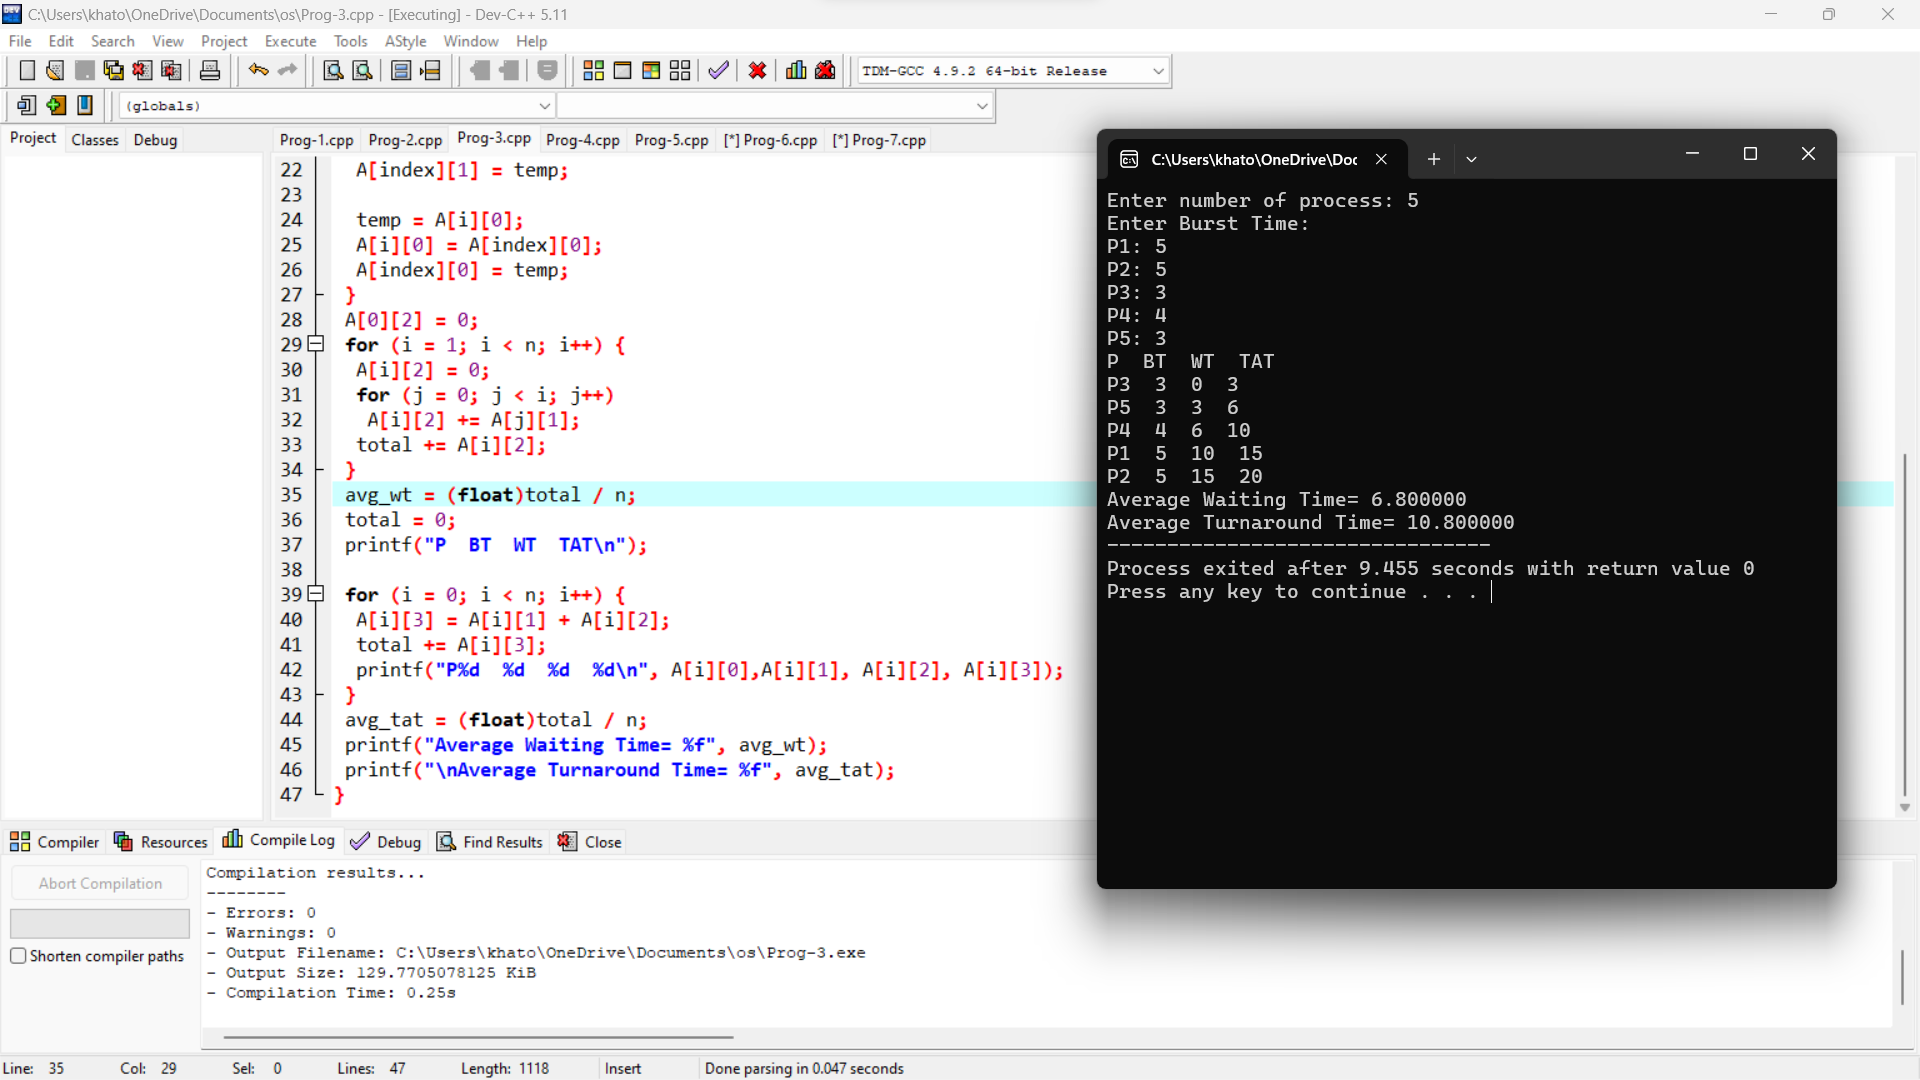 C:\Users\khato\OneDrive\Documents\os\Prog-3.cpp - [Executing] - Dev-C++ 5.11
File Edit Search View Project Execute Tools AStyle Window Help
TDM-GCC 4.9.2 64-bit Release
(globals)
Project Classes Debug
Prog-1.cpp Prog-2.cpp Prog-3.cpp Prog-4.cpp Prog-5.cpp [*] Prog-6.cpp [*] Prog-7.cpp
22 A[index][1] = temp;
23
24 temp = A[i][0];
25 A[i][0] = A[index][0];
26 A[index][0] = temp;
27 }
28 A[0][2] = 0;
29 for (i = 1; i < n; i++) {
30 A[i][2] = 0;
31 for (j = 0; j < i; j++)
32 A[i][2] += A[j][1];
33 total += A[i][2];
34 }
35 avg_wt = (float)total / n;
36 total = 0;
37 printf("P  BT  WT  TAT\n");
38
39 for (i = 0; i < n; i++) {
40 A[i][3] = A[i][1] + A[i][2];
41 total += A[i][3];
42 printf("P%d  %d  %d  %d\n", A[i][0],A[i][1], A[i][2], A[i][3]);
43 }
44 avg_tat = (float)total / n;
45 printf("Average Waiting Time= %f", avg_wt);
46 printf("\nAverage Turnaround Time= %f", avg_tat);
47 }
C:\Users\khato\OneDrive\Doc
Enter number of process: 5
Enter Burst Time:
P1: 5
P2: 5
P3: 3
P4: 4
P5: 3
P  BT  WT  TAT
P3  3  0  3
P5  3  3  6
P4  4  6  10
P1  5  10  15
P2  5  15  20
Average Waiting Time= 6.800000
Average Turnaround Time= 10.800000
--------------------------------
Process exited after 9.455 seconds with return value 0
Press any key to continue . . .
Compiler Resources Compile Log Debug Find Results Close
Abort Compilation
Shorten compiler paths
Compilation results...
--------
- Errors: 0
- Warnings: 0
- Output Filename: C:\Users\khato\OneDrive\Documents\os\Prog-3.exe
- Output Size: 129.7705078125 KiB
- Compilation Time: 0.25s
Line: 35 Col: 29 Sel: 0 Lines: 47 Length: 1118 Insert Done parsing in 0.047 seconds